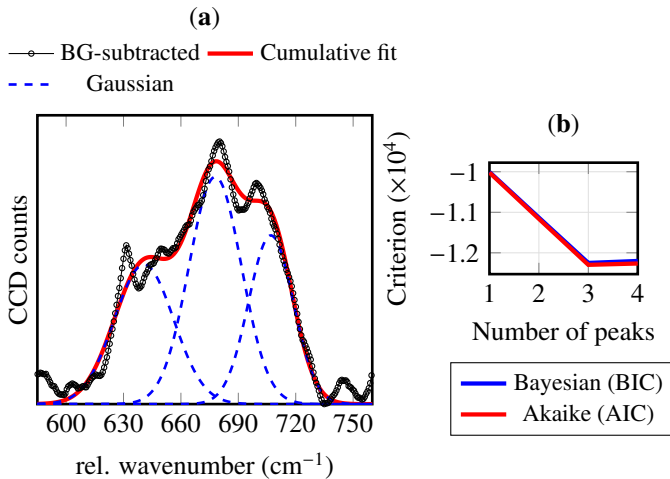 (a)
BG-subtracted Cumulative fit
Gaussian
CCD counts
600 630 660 690 720 750
rel. wavenumber (cm⁻¹)
(b)
Criterion (×10⁴)
−1
−1.1
−1.2
1 2 3 4
Number of peaks
Bayesian (BIC)
Akaike (AIC)